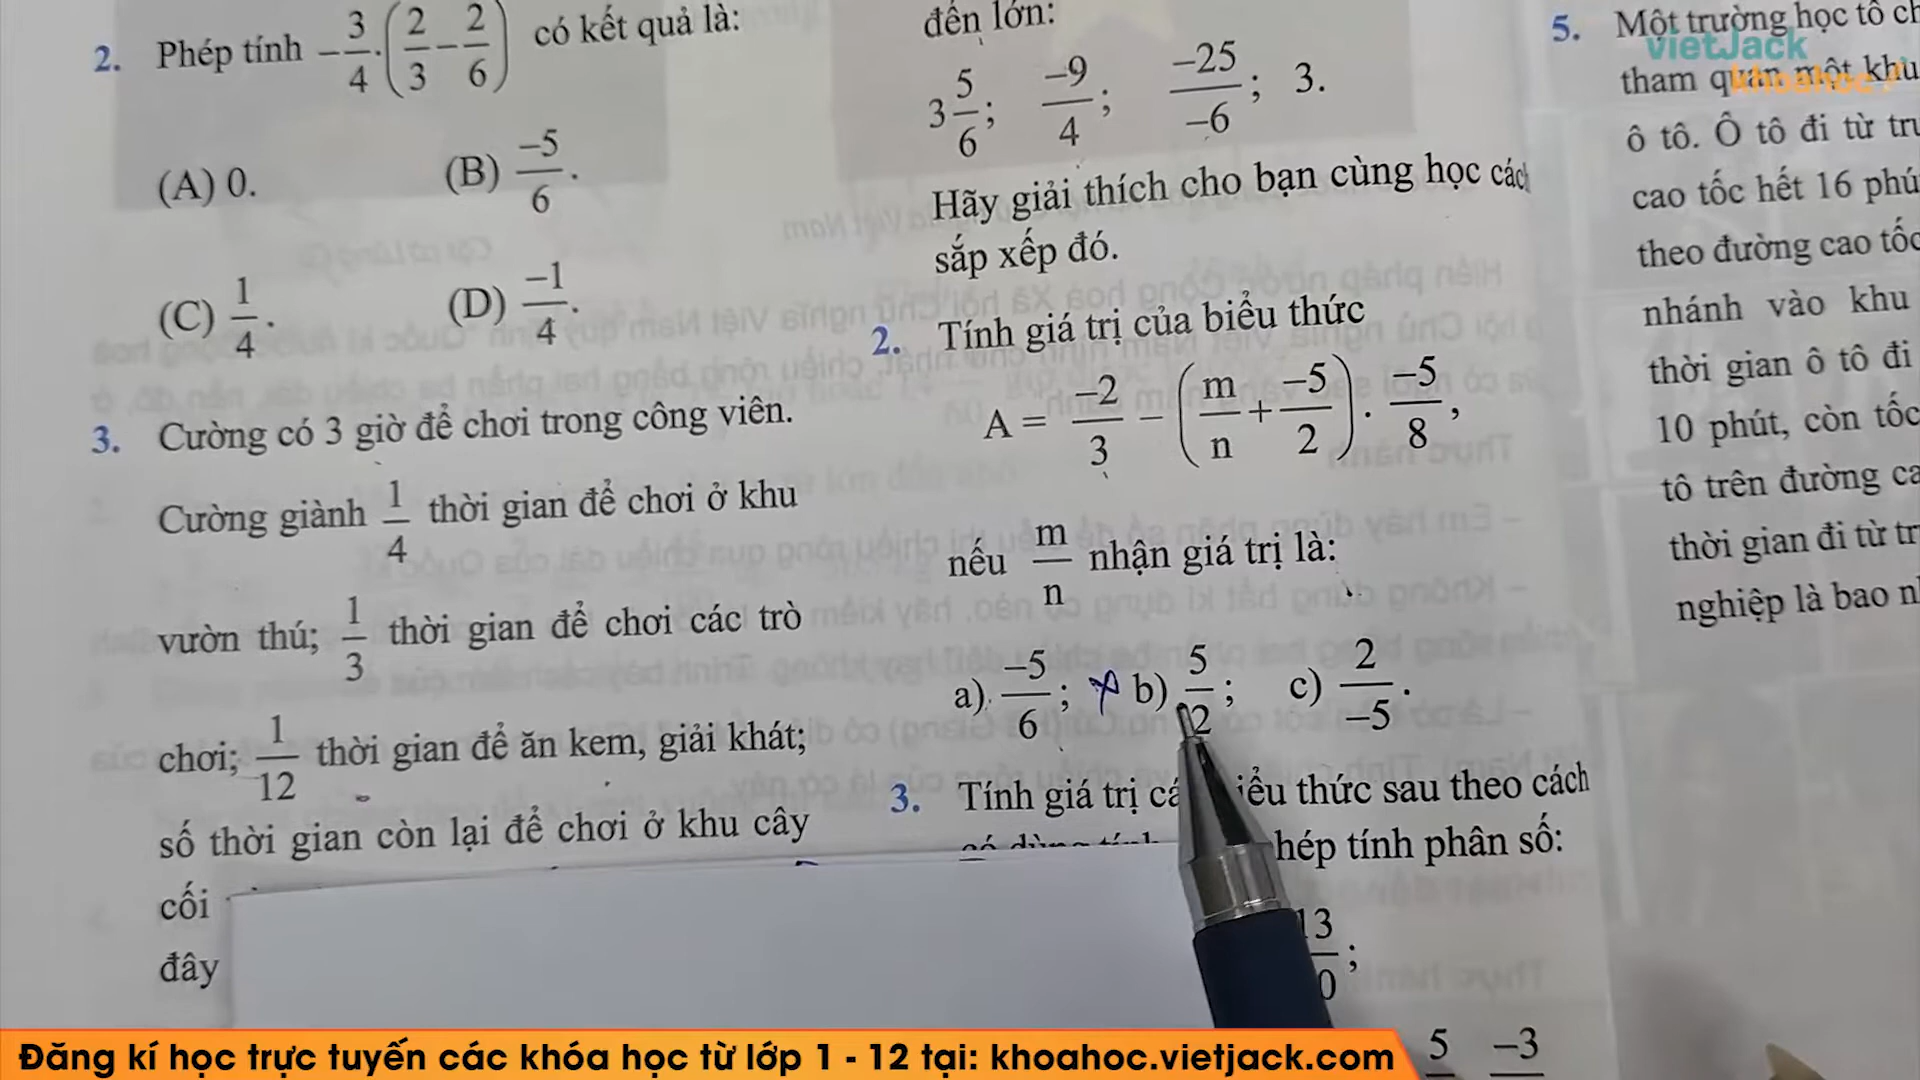 2. Phép tính −3/4·(2/3−2/6) có kết quả là:
(A) 0. (B) −5/6.
(C) 1/4. (D) −1/4.
3. Cường có 3 giờ để chơi trong công viên.
Cường giành 1/4 thời gian để chơi ở khu
vườn thú; 1/3 thời gian để chơi các trò
chơi; 1/12 thời gian để ăn kem, giải khát;
số thời gian còn lại để chơi ở khu cây
cối
đây
đến lớn:
3 5/6; −9/4; −25/−6; 3.
Hãy giải thích cho bạn cùng học các
sắp xếp đó.
2. Tính giá trị của biểu thức
A = −2/3 − (m/n + −5/2) . −5/8,
nếu m/n nhận giá trị là:
a) −5/6; b) 5/2; c) 2/−5.
3. Tính giá trị cá iểu thức sau theo cách
hép tính phân số:
13/0;
5 −3
5. Một trường học tổ ch
tham quan một khu
ô tô. Ô tô đi từ trư
cao tốc hết 16 phú
theo đường cao tốc
nhánh vào khu
thời gian ô tô đi
10 phút, còn tốc
tô trên đường ca
thời gian đi từ tr
nghiệp là bao n
vietJack
khoahoc
Đăng kí học trực tuyến các khóa học từ lớp 1 - 12 tại: khoahoc.vietjack.com